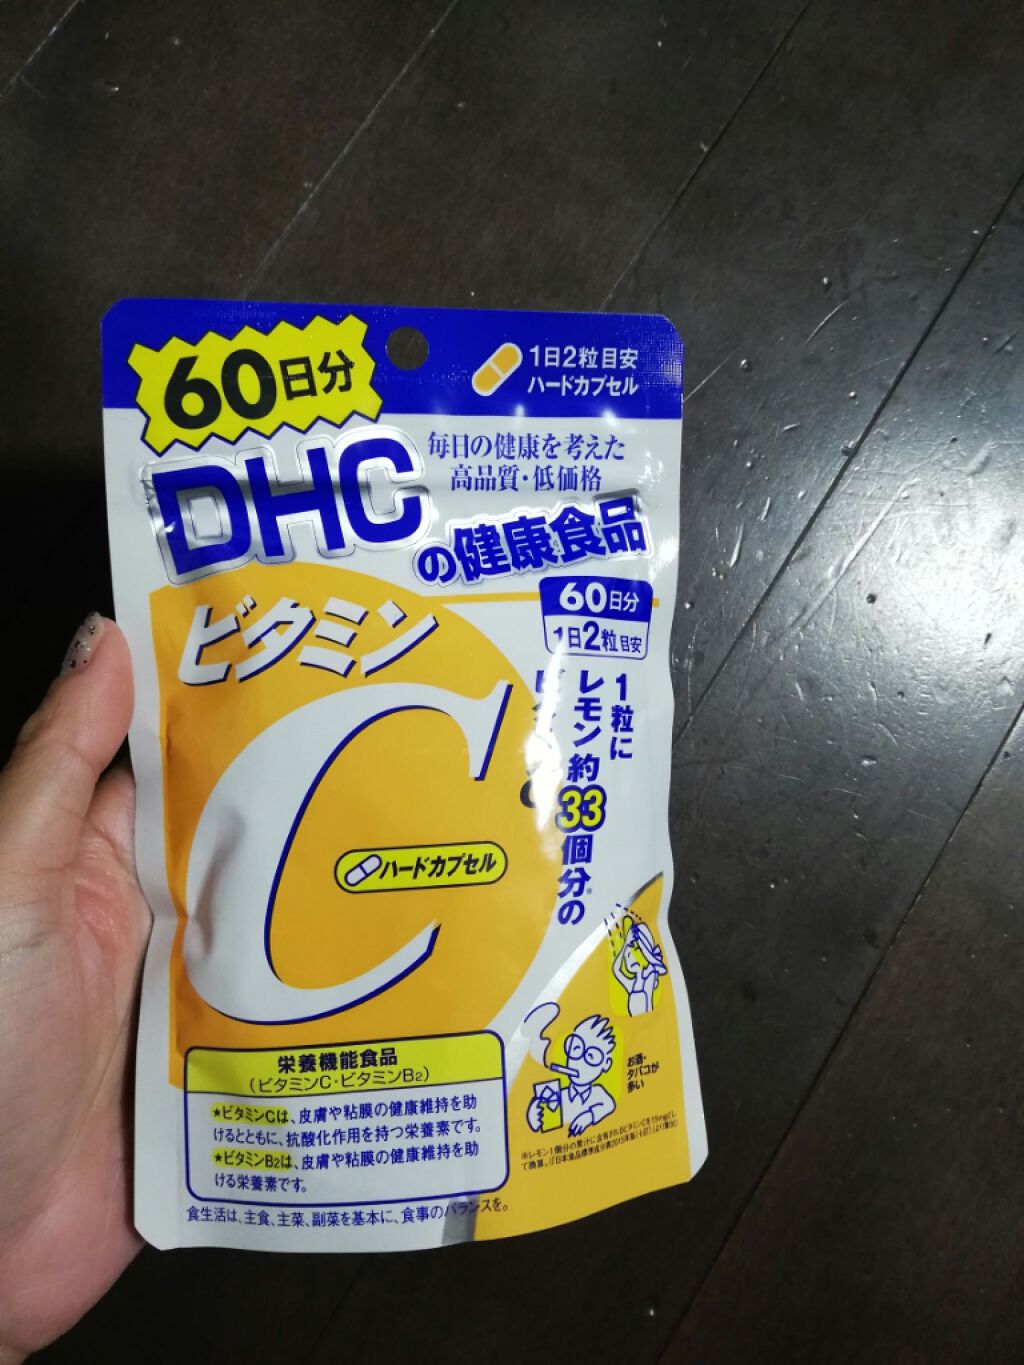 60日分
1日2粒目安
ハードカプセル
毎日の健康を考えた
高品質・低価格
DHC
の健康食品
ビタミン
C
60日分
1日2粒目安
1粒に
レモン約33個分の※
ハードカプセル
お酒・
タバコが
多い
栄養機能食品
(ビタミンC・ビタミンB2)
★ビタミンCは、皮膚や粘膜の健康維持を助
けるとともに、抗酸化作用を持つ栄養素です。
★ビタミンB2は、皮膚や粘膜の健康維持を助
ける栄養素です。
食生活は、主食、主菜、副菜を基本に、食事のバランスを。